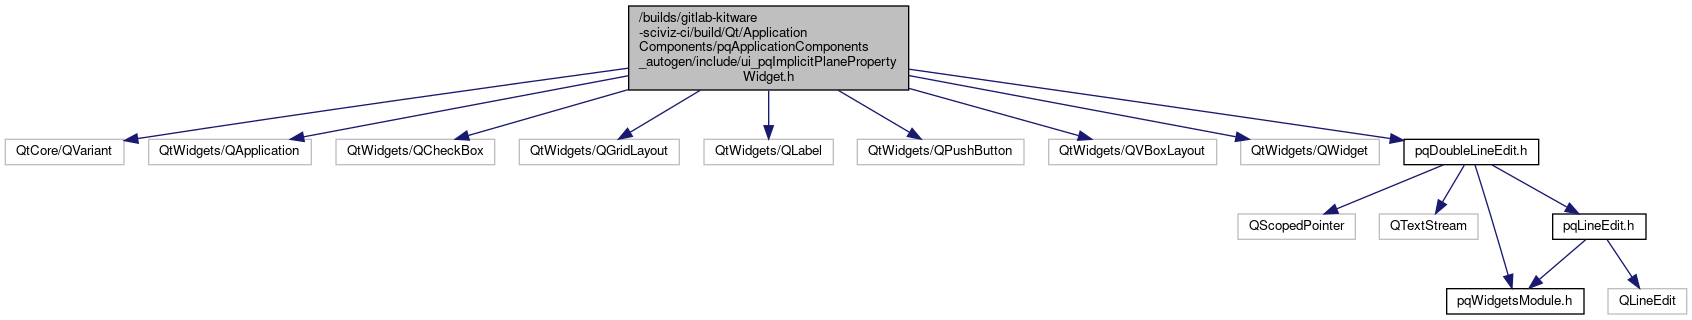 /builds/gitlab-kitware
-sciviz-ci/build/Qt/Application
Components/pqApplicationComponents
_autogen/include/ui_pqImplicitPlaneProperty
Widget.h
QtCore/QVariant
QtWidgets/QApplication
QtWidgets/QCheckBox
QtWidgets/QGridLayout
QtWidgets/QLabel
QtWidgets/QPushButton
QtWidgets/QVBoxLayout
QtWidgets/QWidget
pqDoubleLineEdit.h
QScopedPointer
QTextStream
pqLineEdit.h
pqWidgetsModule.h
QLineEdit